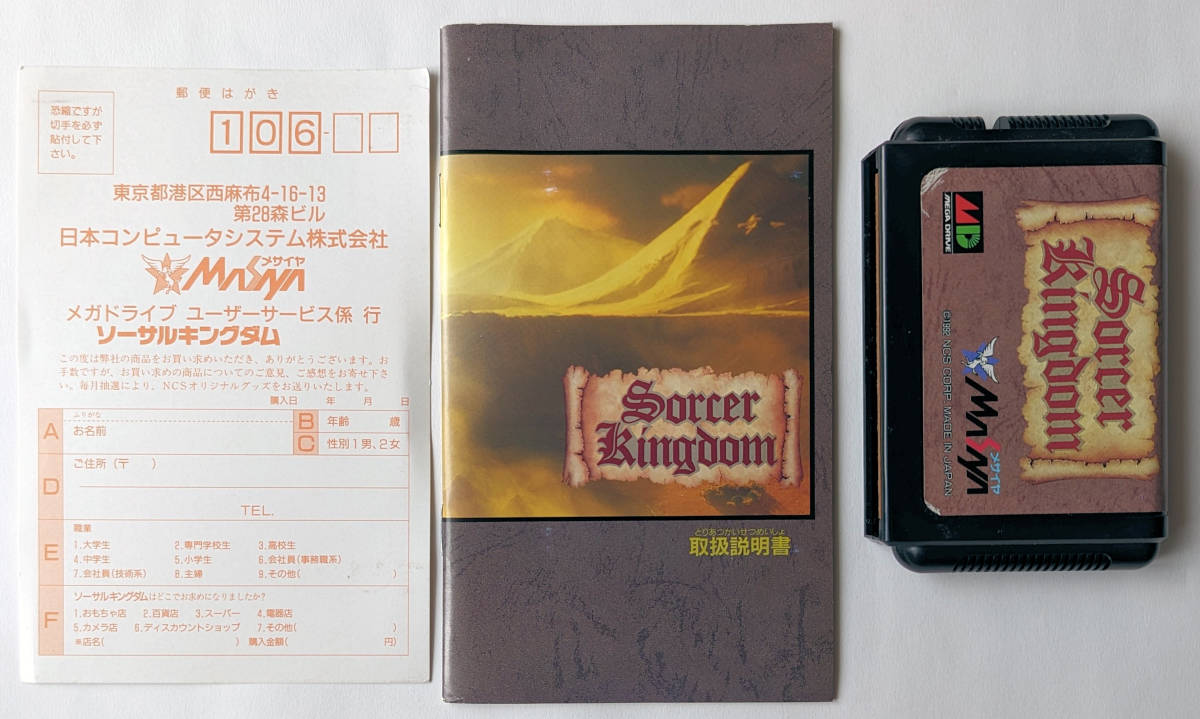 郵便はがき
恐縮ですが
切手を必ず
貼付して下
さい。
106-
東京都港区西麻布4-16-13
第28森ビル
日本コンピュータシステム株式会社
メサイヤ
MASAYA
メガドライブ ユーザーサービス係 行
ソーサルキングダム
この度は弊社の商品をお買い求めいただき、ありがとうございます。お
手数ですが、お買い求めの商品についてのご意見、ご感想をお寄せ下さ
い。毎月抽選により、NCSオリジナルグッズをお送りいたします。
購入日 年 月 日
A ふりがな
お名前
B 年齢 歳
C 性別 1男、2女
D ご住所(〒 )
TEL.
E 職業
1.大学生 2.専門学校生 3.高校生
4.中学生 5.小学生 6.会社員(事務職系)
7.会社員(技術系) 8.主婦 9.その他( )
F ソーサルキングダムはどこでお求めになりましたか?
1.おもちゃ店 2.百貨店 3.スーパー 4.電器店
5.カメラ店 6.ディスカウントショップ 7.その他( )
※店名( ) 購入金額( 円)
Sorcer
Kingdom
とりあつかいせつめいしょ
取扱説明書
MD
MEGA DRIVE
Sorcer
Kingdom
メサイヤ
MASAYA
©1992 NCS CORP. MADE IN JAPAN